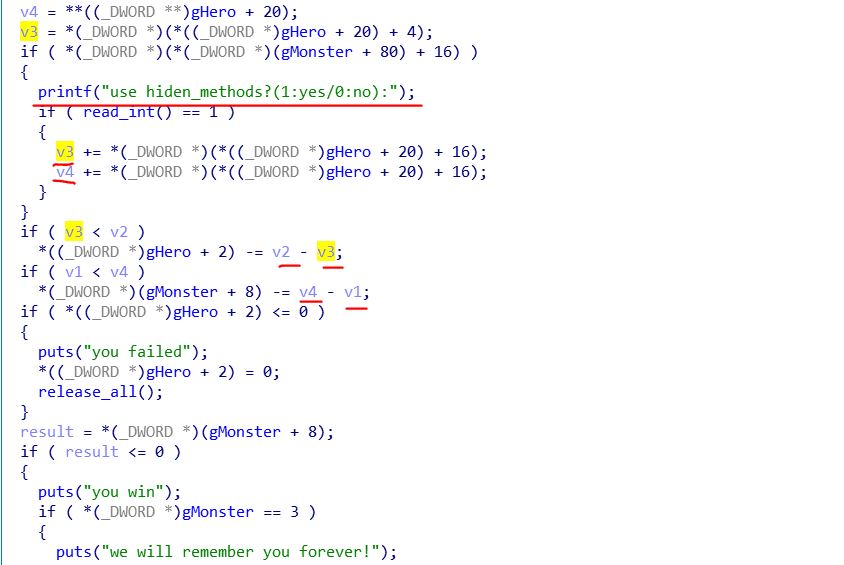 v4 = **((_DWORD **)gHero + 20);
v3 = *(_DWORD *)(*((_DWORD *)gHero + 20) + 4);
if ( *(_DWORD *)(*(_DWORD *)(gMonster + 80) + 16) )
{
printf("use hiden_methods?(1:yes/0:no):");
if ( read_int() == 1 )
{
v3 += *(_DWORD *)(*((_DWORD *)gHero + 20) + 16);
v4 += *(_DWORD *)(*((_DWORD *)gHero + 20) + 16);
}
}
if ( v3 < v2 )
*((_DWORD *)gHero + 2) -= v2 - v3;
if ( v1 < v4 )
*(_DWORD *)(gMonster + 8) -= v4 - v1;
if ( *((_DWORD *)gHero + 2) <= 0 )
{
puts("you failed");
*((_DWORD *)gHero + 2) = 0;
release_all();
}
result = *(_DWORD *)(gMonster + 8);
if ( result <= 0 )
{
puts("you win");
if ( *(_DWORD *)gMonster == 3 )
{
puts("we will remember you forever!");